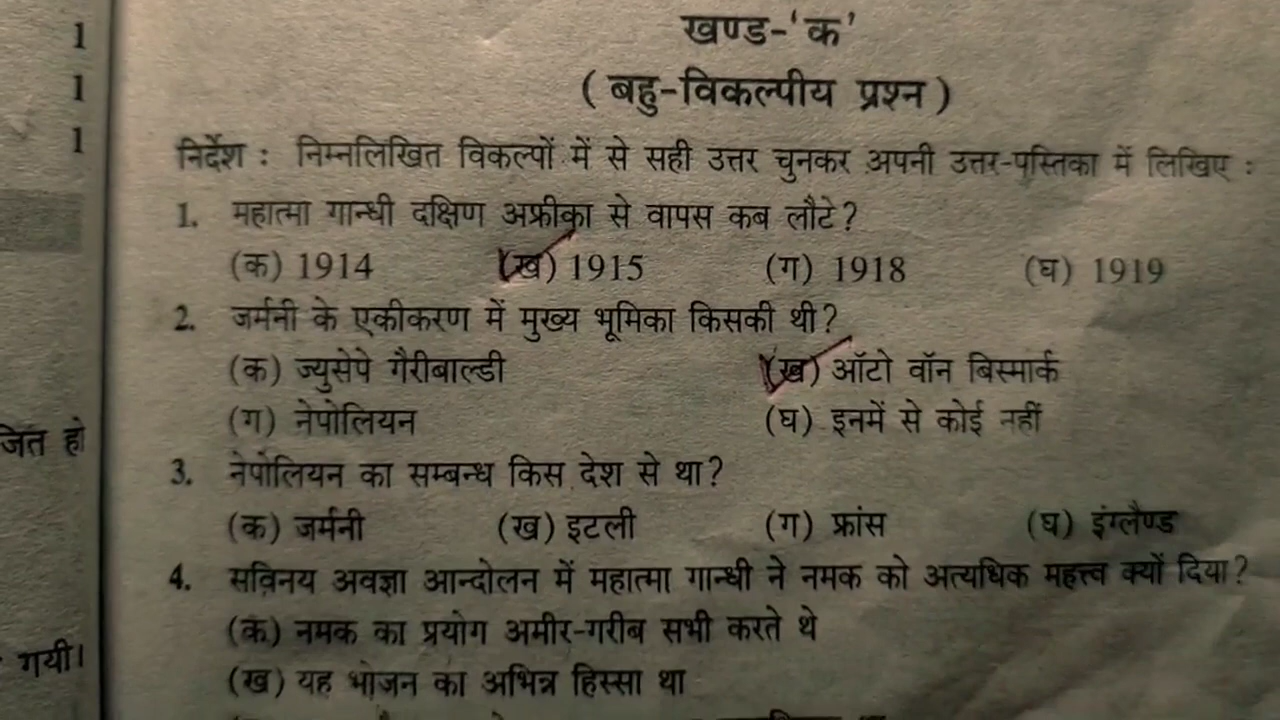 1
1
1
जित हो
गयी।
खण्ड-'क'
( बहु-विकल्पीय प्रश्न )
निर्देश : निम्नलिखित विकल्पों में से सही उत्तर चुनकर अपनी उत्तर-पुस्तिका में लिखिए :
1. महात्मा गान्धी दक्षिण अफ्रीका से वापस कब लौटे?
(क) 1914 (ख) 1915 (ग) 1918 (घ) 1919
2. जर्मनी के एकीकरण में मुख्य भूमिका किसकी थी?
(क) ज्युसेपे गैरीबाल्डी (ख) ऑटो वॉन बिस्मार्क
(ग) नेपोलियन (घ) इनमें से कोई नहीं
3. नेपोलियन का सम्बन्ध किस देश से था?
(क) जर्मनी (ख) इटली (ग) फ्रांस (घ) इंग्लैण्ड
4. सविनय अवज्ञा आन्दोलन में महात्मा गान्धी ने नमक को अत्यधिक महत्त्व क्यों दिया?
(क) नमक का प्रयोग अमीर-गरीब सभी करते थे
(ख) यह भोजन का अभिन्न हिस्सा था